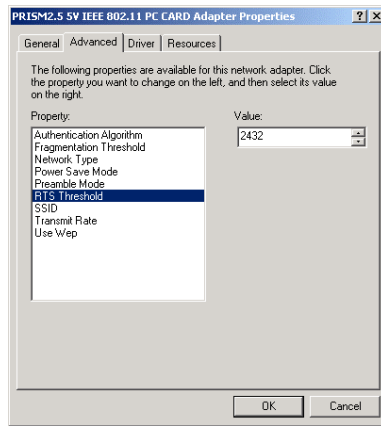 PRISM2.5 5V IEEE 802.11 PC CARD Adapter Properties
General Advanced Driver Resources
The following properties are available for this network adapter. Click
the property you want to change on the left, and then select its value
on the right.
Property:
Value:
Authentication Algorithm
Fragmentation Threshold
Network Type
Power Save Mode
Preamble Mode
RTS Threshold
SSID
Transmit Rate
Use Wep
2432
OK Cancel